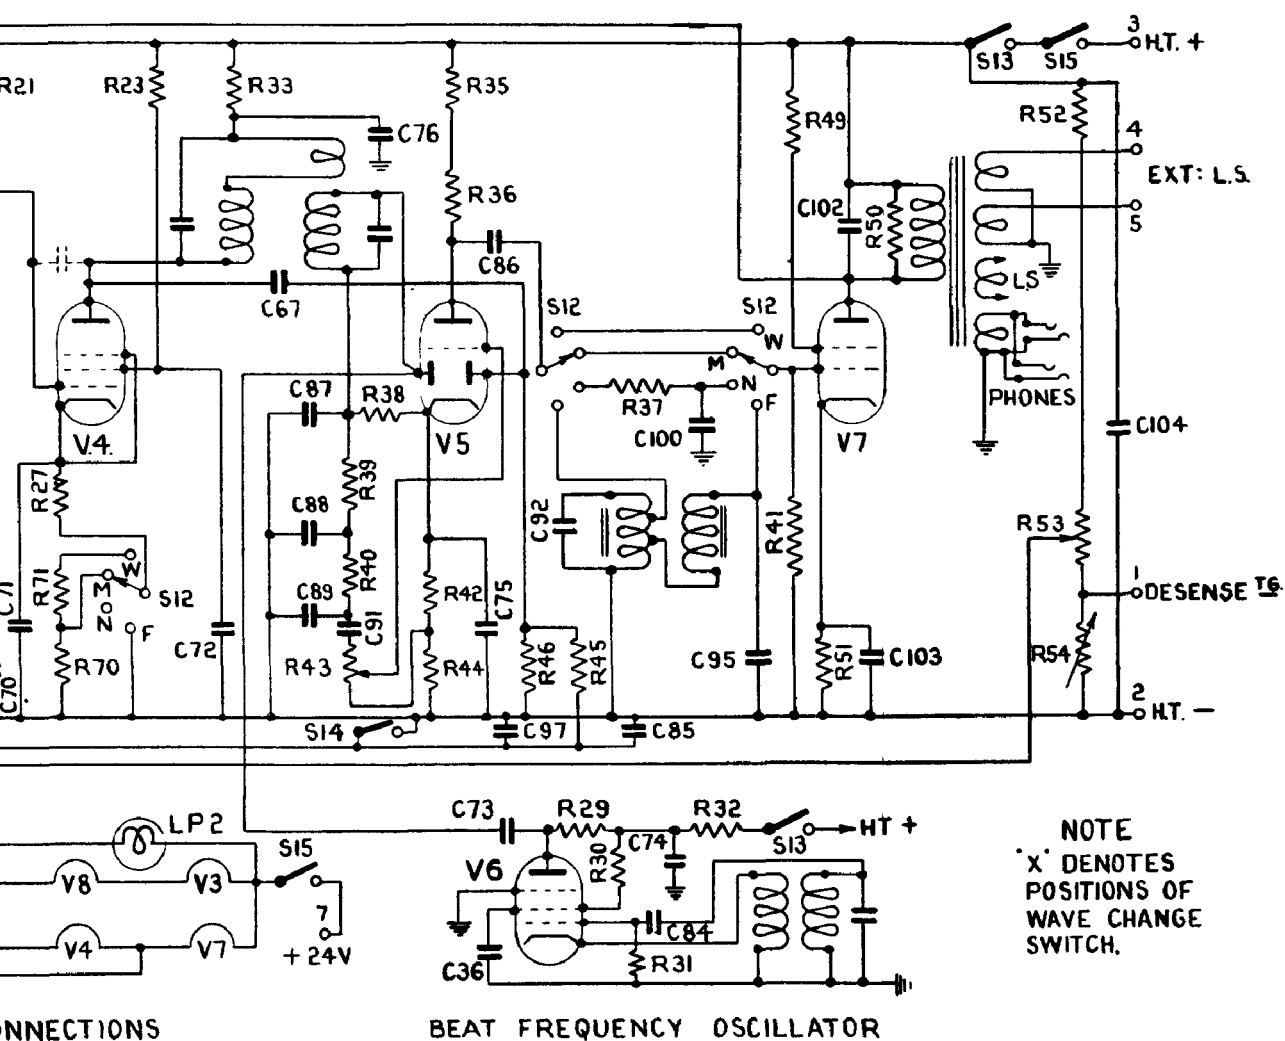 3
H.T. +
S13
S15
R21
R23
R33
R35
R49
R52
4
C76
R36
EXT: L.S.
C102
R50
5
C86
LS
C67
S12
S12
W
M
N
F
C87
R38
R37
C100
PHONES
V4
V5
V7
C104
R27
R39
C88
C92
R41
R53
C71
R71
W
M
N
F
S12
R40
C89
C91
R42
C75
1
DESENSE TG.
C70
R70
C72
R43
R44
R46
R45
C95
R51
C103
R54
2
H.T. -
S14
C97
C85
LP2
S15
V8
V3
7
V4
V7
+ 24V
C73
R29
R32
HT +
V6
R30
C74
S13
C84
C36
R31
NOTE
'X' DENOTES
POSITIONS OF
WAVE CHANGE
SWITCH.
NNECTIONS
BEAT FREQUENCY OSCILLATOR